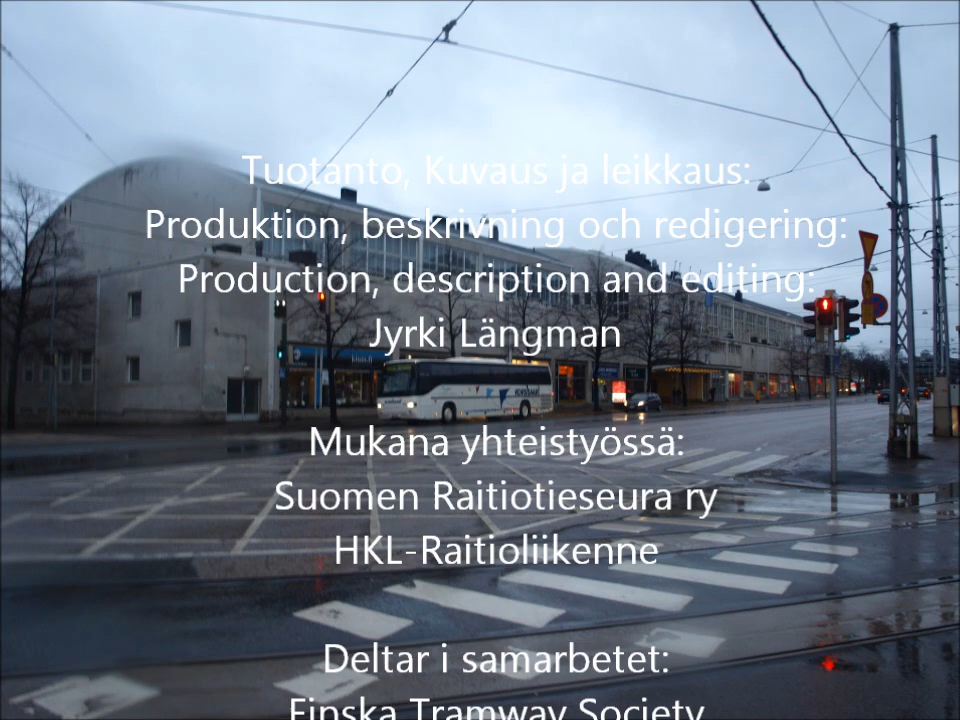 Tuotanto, Kuvaus ja leikkaus:
Produktion, beskrivning och redigering:
Production, description and editing:
Jyrki Längman
Mukana yhteistyössä:
Suomen Raitiotieseura ry
HKL-Raitioliikenne
Deltar i samarbetet:
Finska Tramway Society